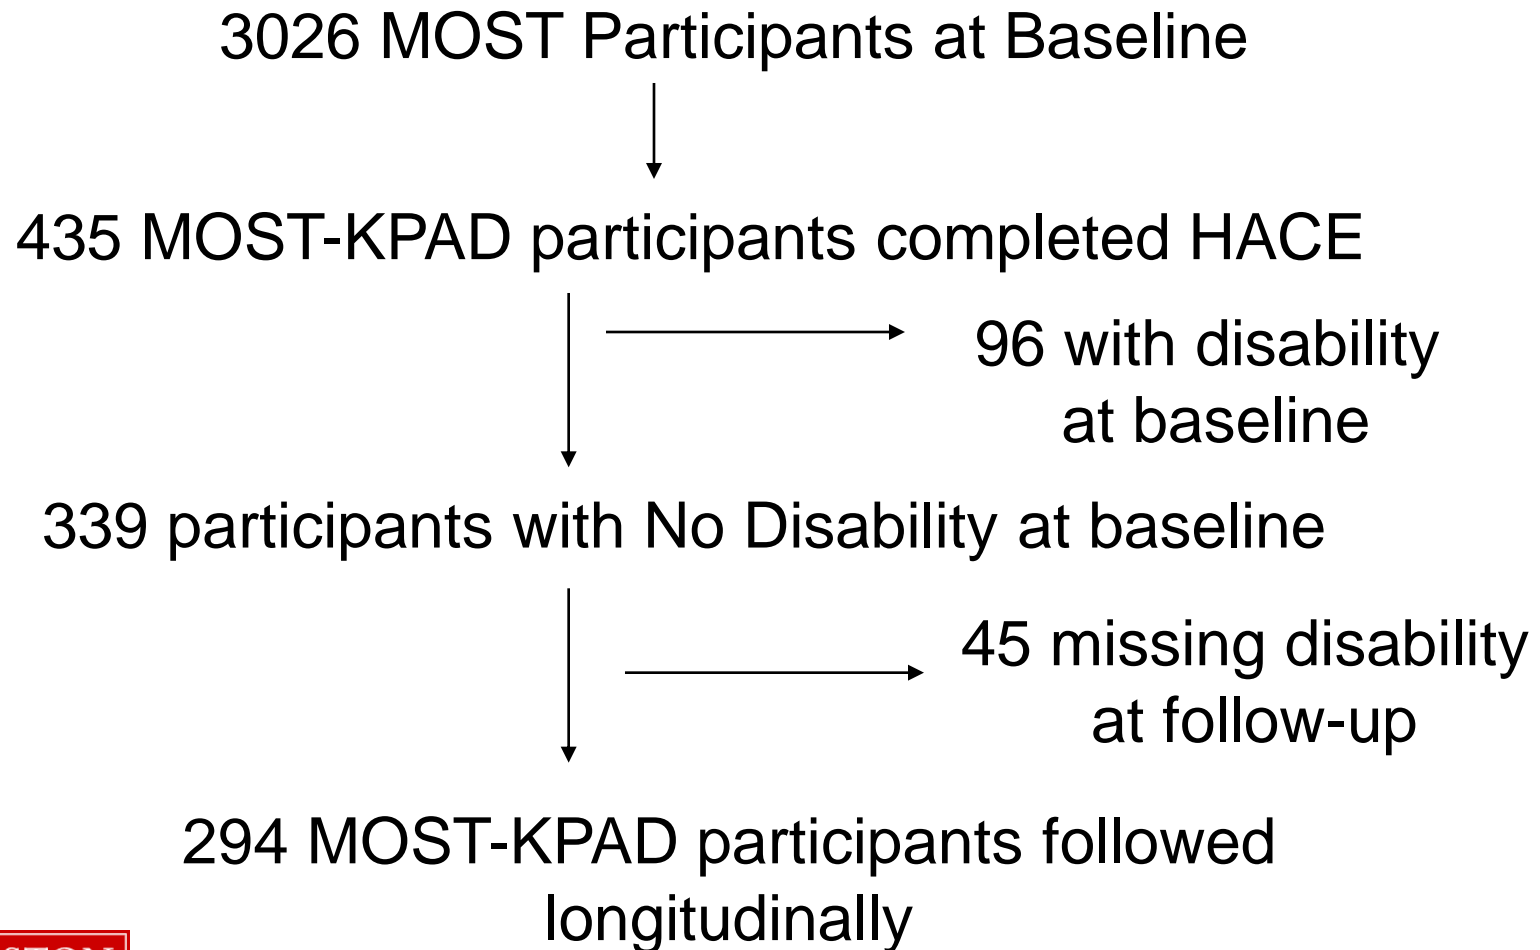 3026 MOST Participants at Baseline
435 MOST-KPAD participants completed HACE
96 with disability
at baseline
339 participants with No Disability at baseline
45 missing disability
at follow-up
294 MOST-KPAD participants followed
longitudinally